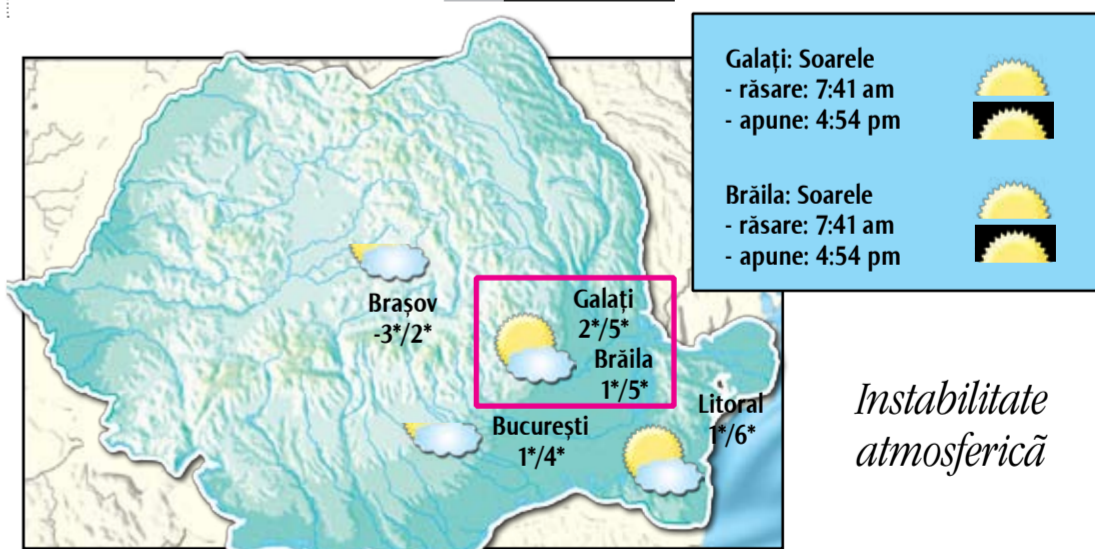 Galați: Soarele
- răsare: 7:41 am
- apune: 4:54 pm
Brăila: Soarele
- răsare: 7:41 am
- apune: 4:54 pm
Brașov
-3*/2*
Galați
2*/5*
Brăila
1*/5*
Litoral
1*/6*
București
1*/4*
Instabilitate
atmosferică